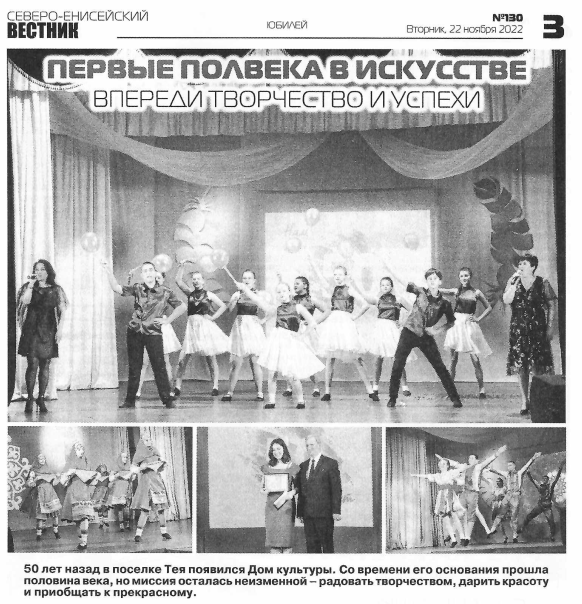 СЕВЕРО-ЕНИСЕЙСКИЙ
ВЕСТНИК
ЮБИЛЕЙ
№130
Вторник, 22 ноября 2022
3
ПЕРВЫЕ ПОЛВЕКА В ИСКУССТВЕ
ВПЕРЕДИ ТВОРЧЕСТВО И УСПЕХИ
50 лет назад в поселке Тея появился Дом культуры. Со времени его основания прошла
половина века, но миссия осталась неизменной – радовать творчеством, дарить красоту
и приобщать к прекрасному.